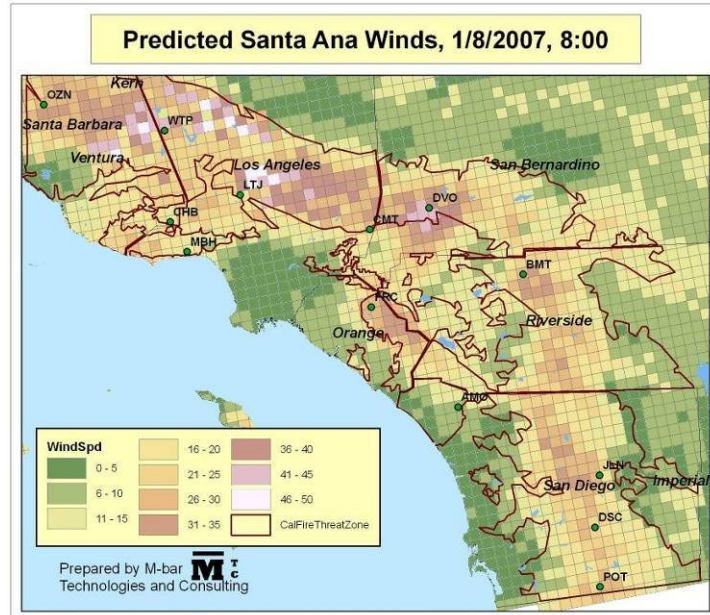 Predicted Santa Ana Winds, 1/8/2007, 8:00
Kern
OZN
WTP
Santa Barbara
Ventura
Los Angeles
San Bernardino
LTJ
DVO
CHB
CMT
MBH
BMT
FRC
Riverside
Orange
AMO
JLN
San Diego
Imperial
DSC
POT
WindSpd
0 - 5
6 - 10
11 - 15
16 - 20
21 - 25
26 - 30
31 - 35
36 - 40
41 - 45
46 - 50
CalFireThreatZone
Prepared by M-bar
Technologies and Consulting
M T C